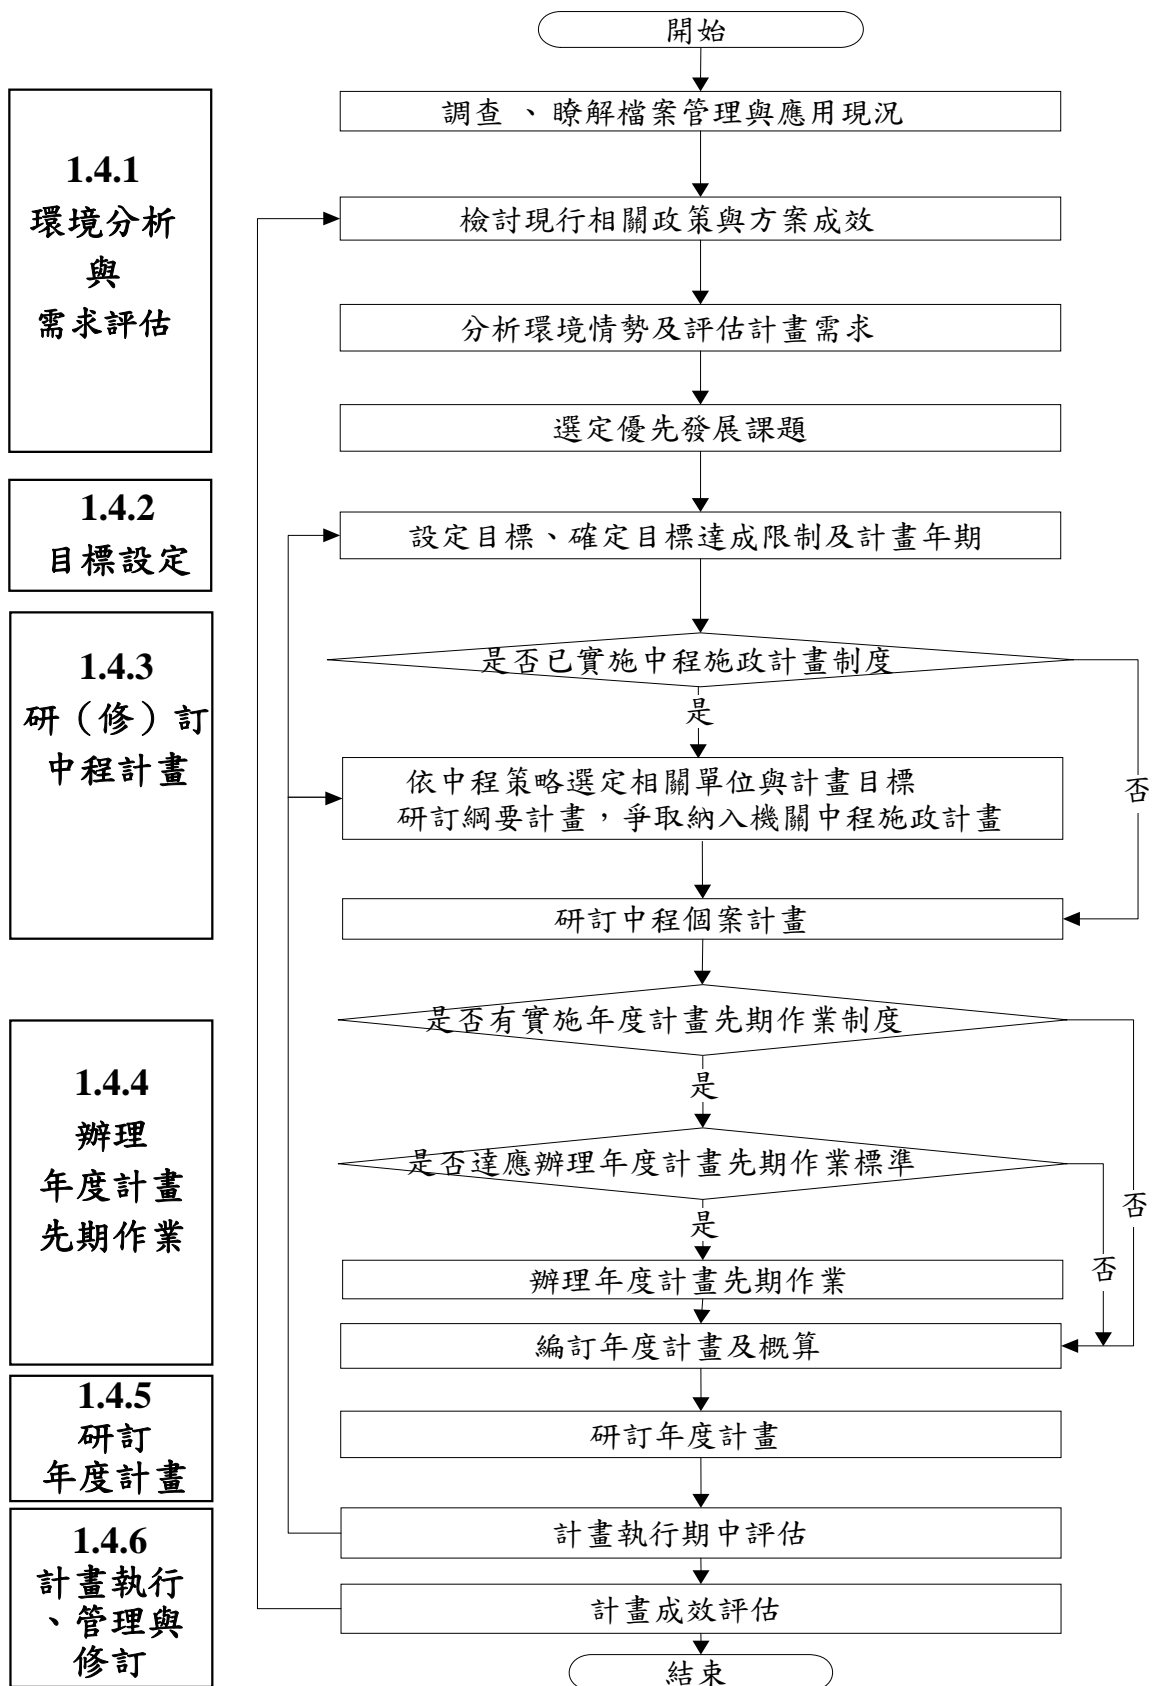 開始
1.4.1
環境分析
與
需求評估
調查 、 瞭解檔案管理與應用現況
檢討現行相關政策與方案成效
分析環境情勢及評估計畫需求
選定優先發展課題
1.4.2
目標設定
設定目標、確定目標達成限制及計畫年期
1.4.3
研（修）訂
中程計畫
是否已實施中程施政計畫制度
是
否
依中程策略選定相關單位與計畫目標
研訂綱要計畫，爭取納入機關中程施政計畫
研訂中程個案計畫
1.4.4
辦理
年度計畫
先期作業
是否有實施年度計畫先期作業制度
是
否
是否達應辦理年度計畫先期作業標準
是
否
辦理年度計畫先期作業
編訂年度計畫及概算
1.4.5
研訂
年度計畫
研訂年度計畫
1.4.6
計畫執行
、管理與
修訂
計畫執行期中評估
計畫成效評估
結束